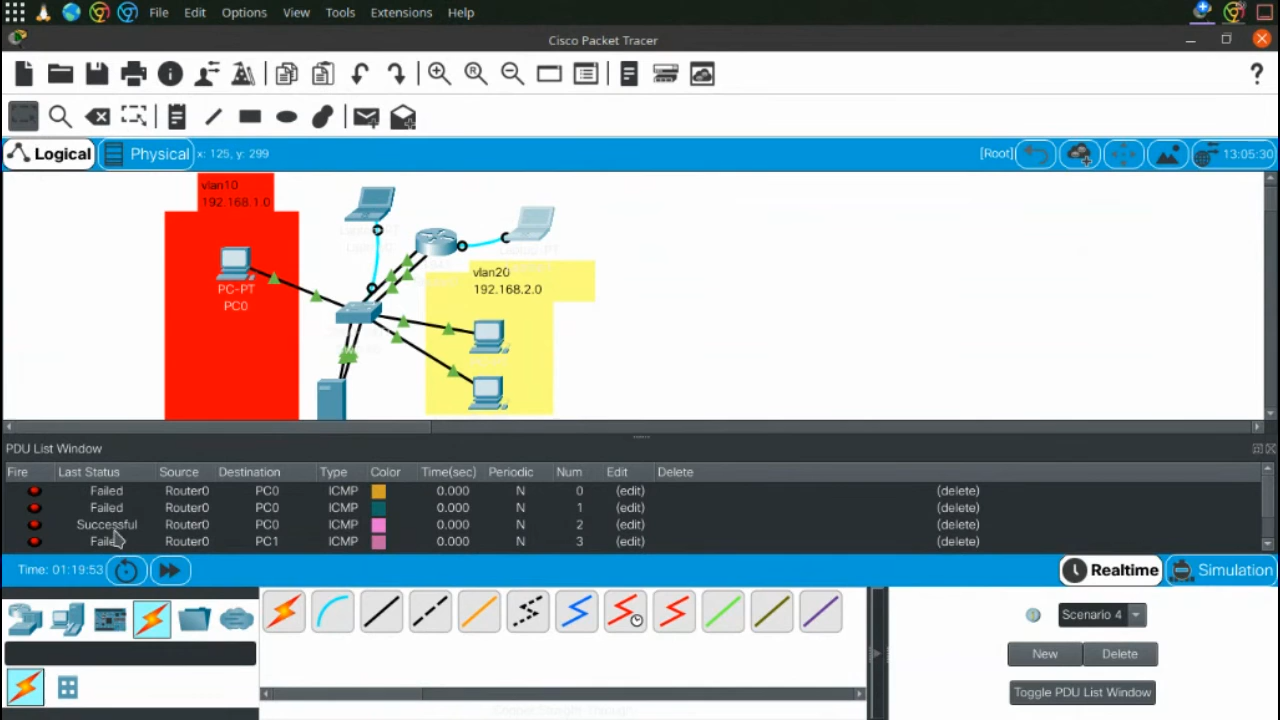 File Edit Options View Tools Extensions Help
Cisco Packet Tracer
Logical Physical x: 125, y: 299 [Root] 13:05:30
vlan10
192.168.1.0
PC-PT
PC0
vlan20
192.168.2.0
PDU List Window
Fire Last Status Source Destination Type Color Time(sec) Periodic Num Edit Delete
Failed Router0 PC0 ICMP 0.000 N 0 (edit) (delete)
Failed Router0 PC0 ICMP 0.000 N 1 (edit) (delete)
Successful Router0 PC0 ICMP 0.000 N 2 (edit) (delete)
Failed Router0 PC1 ICMP 0.000 N 3 (edit) (delete)
Time: 01:19:53 Realtime Simulation
Scenario 4
New Delete
Toggle PDU List Window